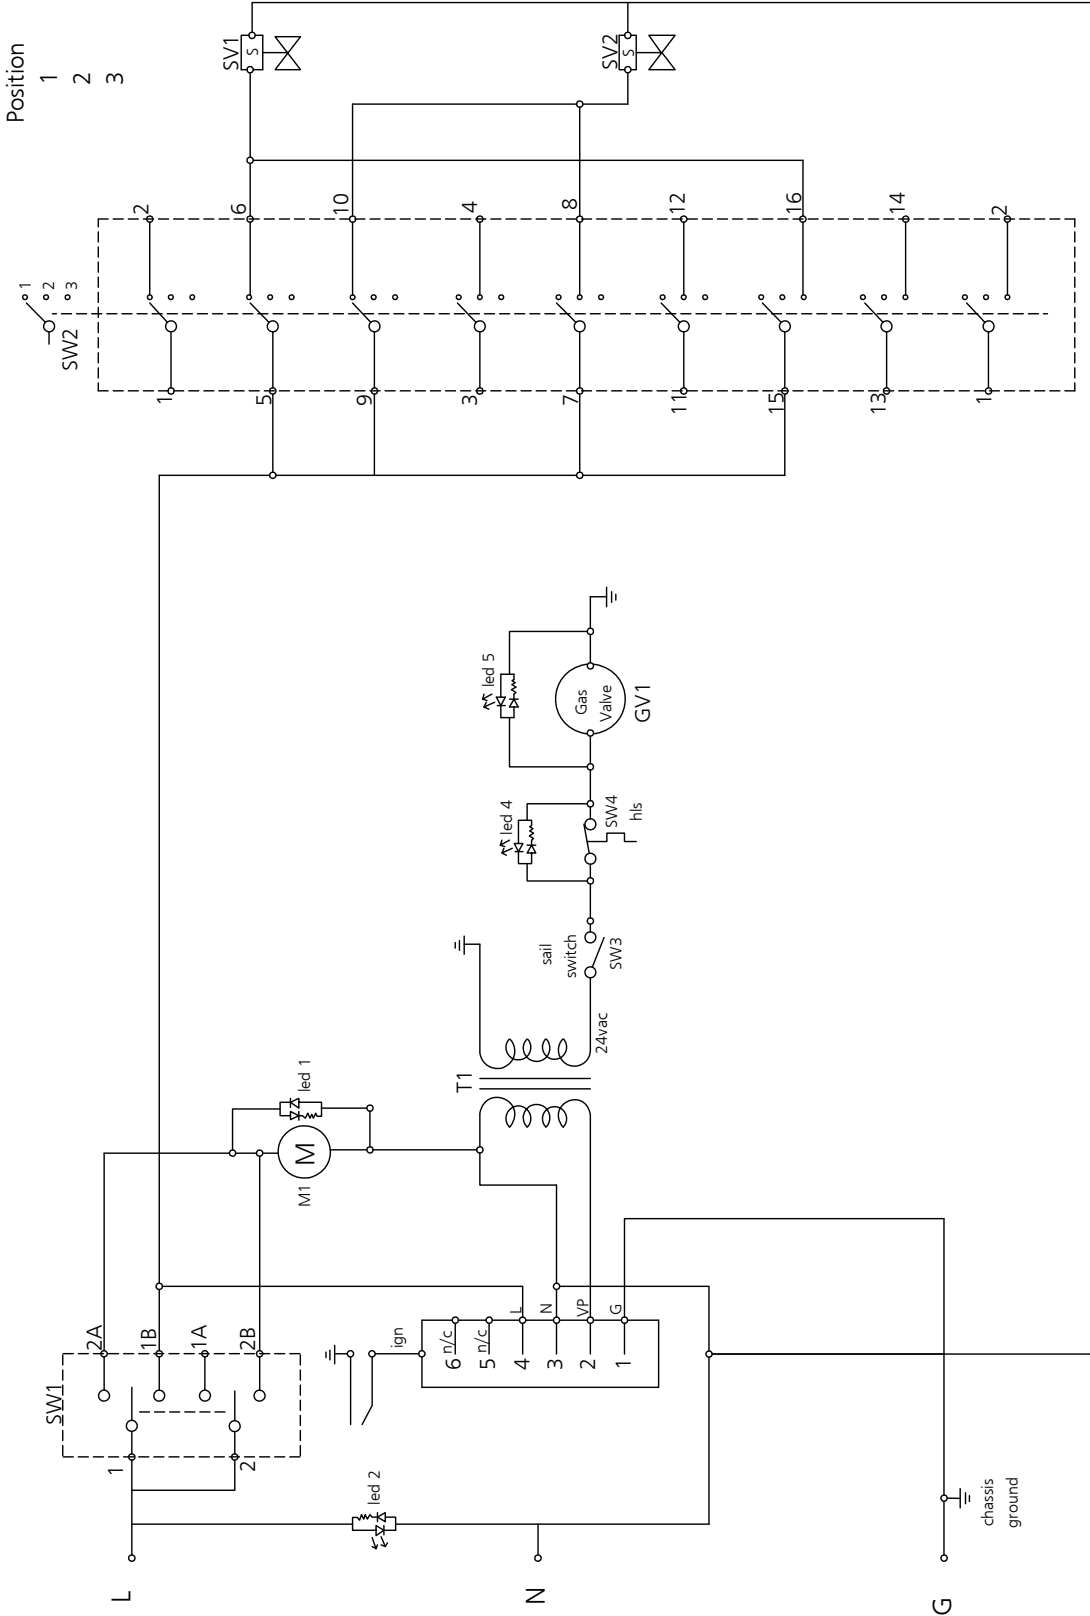 Position
1
2
3
SW2
1
2
3
SV1
S
SV2
S
2
6
10
4
8
12
16
14
2
1
5
9
3
7
11
15
13
1
led 5
Gas
Valve
GV1
led 4
SW4
hls
sail
switch
SW3
24vac
T1
led 1
M
M1
SW1
2A
1B
1A
2B
1
2
ign
6 n/c
5 n/c
4 L
3 N
2 VP
1 G
led 2
L
N
G
chassis
ground